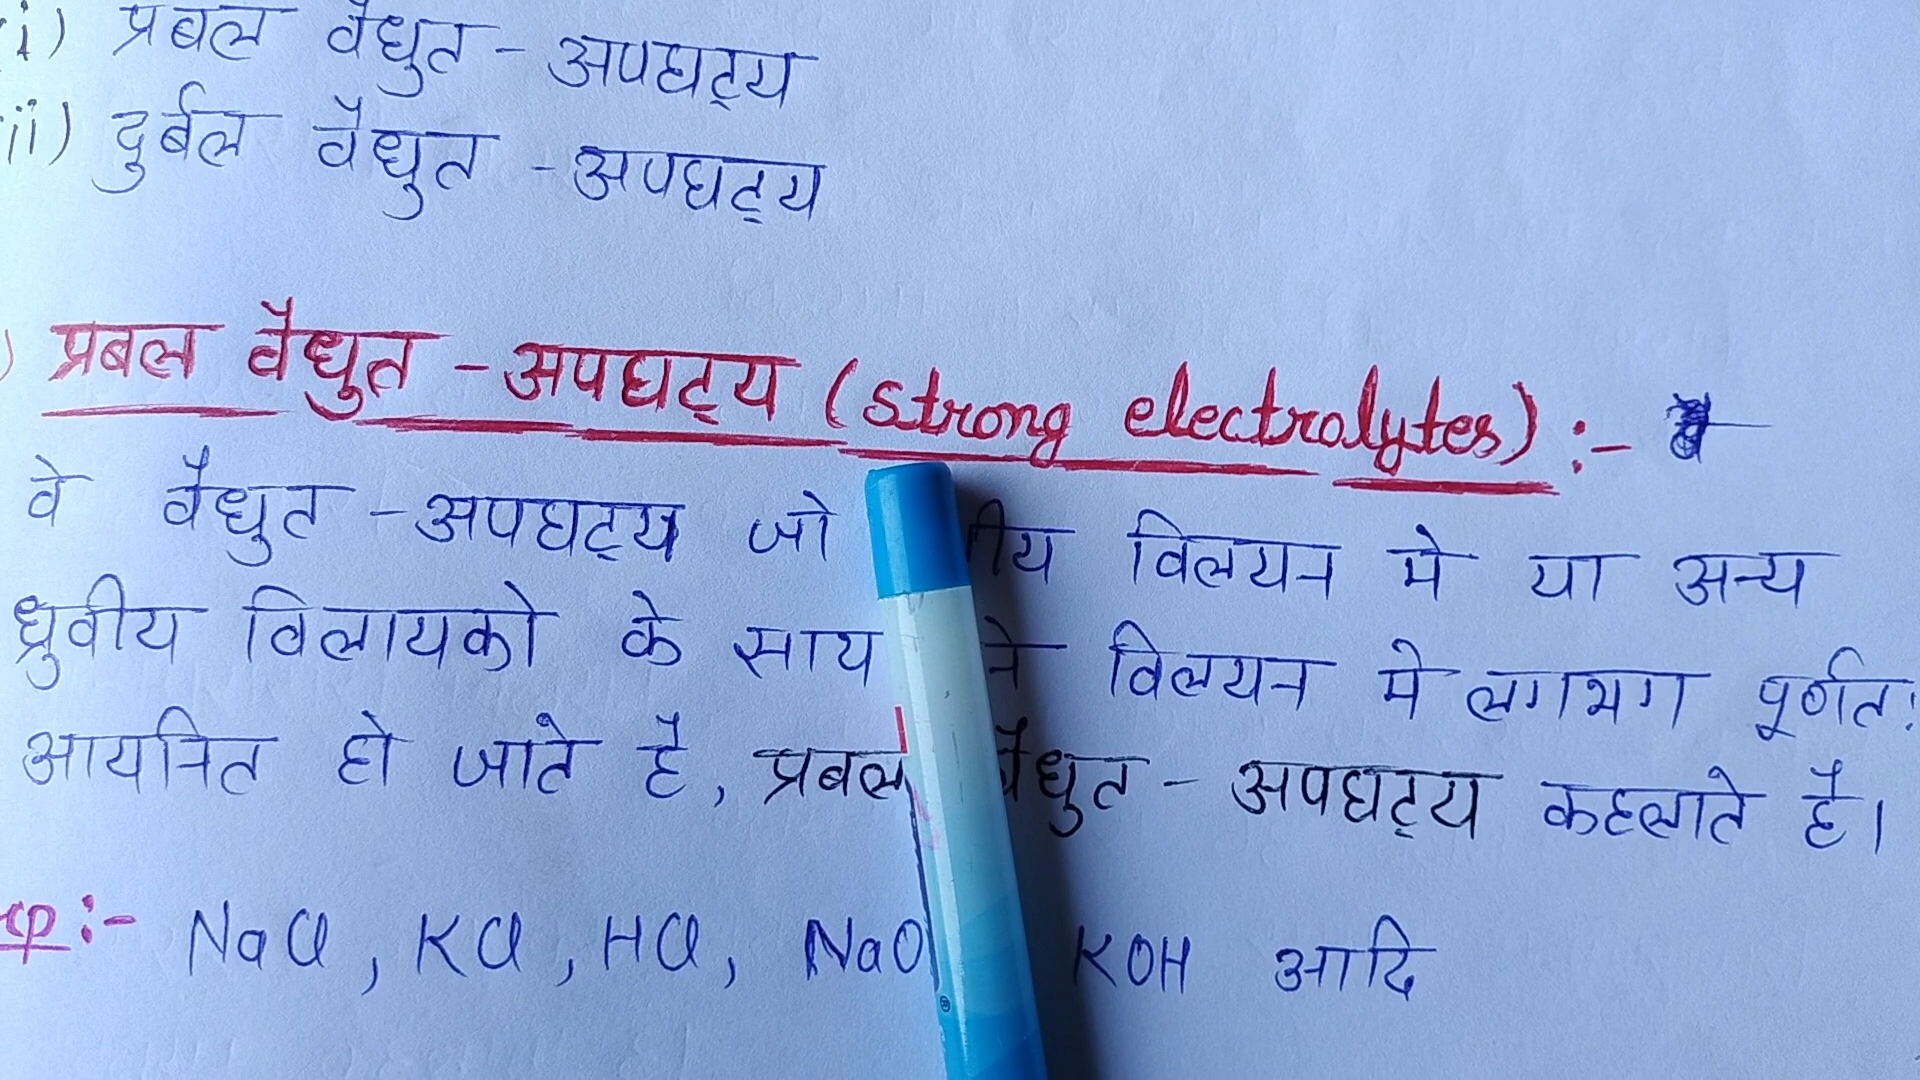 i) प्रबल वैधुत - अपघट्य
ii) दुर्बल वैधुत - अपघट्य
) प्रबल वैधुत - अपघट्य (strong electrolytes) :-
वे वैधुत - अपघट्य जो विलयन मे या अन्य
ध्रुवीय विलायको के साथ विलयन मे लगभग पूर्णत:
आयनित हो जाते है, प्रबल वैधुत - अपघट्य कहलाते है।
:- NaCl, KCl, HCl, KOH आदि